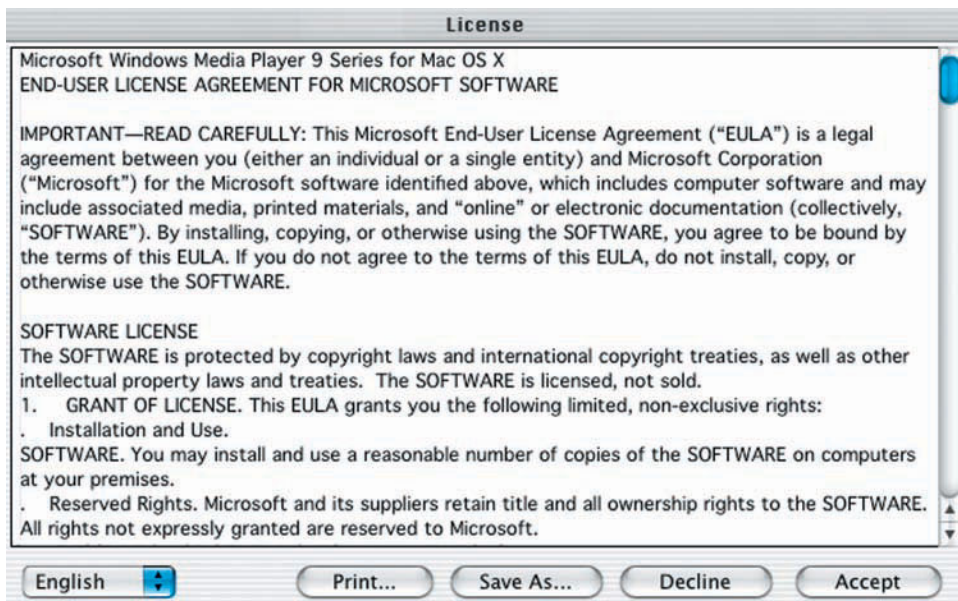 License
Microsoft Windows Media Player 9 Series for Mac OS X
END-USER LICENSE AGREEMENT FOR MICROSOFT SOFTWARE
IMPORTANT—READ CAREFULLY: This Microsoft End-User License Agreement (“EULA”) is a legal
agreement between you (either an individual or a single entity) and Microsoft Corporation
(“Microsoft”) for the Microsoft software identified above, which includes computer software and may
include associated media, printed materials, and “online” or electronic documentation (collectively,
“SOFTWARE”). By installing, copying, or otherwise using the SOFTWARE, you agree to be bound by
the terms of this EULA. If you do not agree to the terms of this EULA, do not install, copy, or
otherwise use the SOFTWARE.
SOFTWARE LICENSE
The SOFTWARE is protected by copyright laws and international copyright treaties, as well as other
intellectual property laws and treaties.  The SOFTWARE is licensed, not sold.
1.    GRANT OF LICENSE. This EULA grants you the following limited, non-exclusive rights:
.   Installation and Use.
SOFTWARE. You may install and use a reasonable number of copies of the SOFTWARE on computers
at your premises.
.   Reserved Rights. Microsoft and its suppliers retain title and all ownership rights to the SOFTWARE.
All rights not expressly granted are reserved to Microsoft.
English Print... Save As... Decline Accept